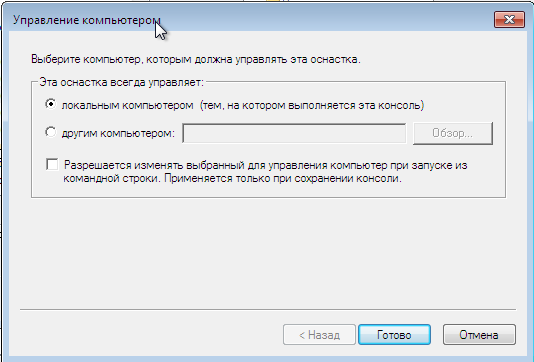 Управление компьютером
Выберите компьютер, которым должна управлять эта оснастка.
Эта оснастка всегда управляет:
локальным компьютером (тем, на котором выполняется эта консоль)
другим компьютером:
Обзор...
Разрешается изменять выбранный для управления компьютер при запуске из
командной строки. Применяется только при сохранении консоли.
< Назад
Готово
Отмена